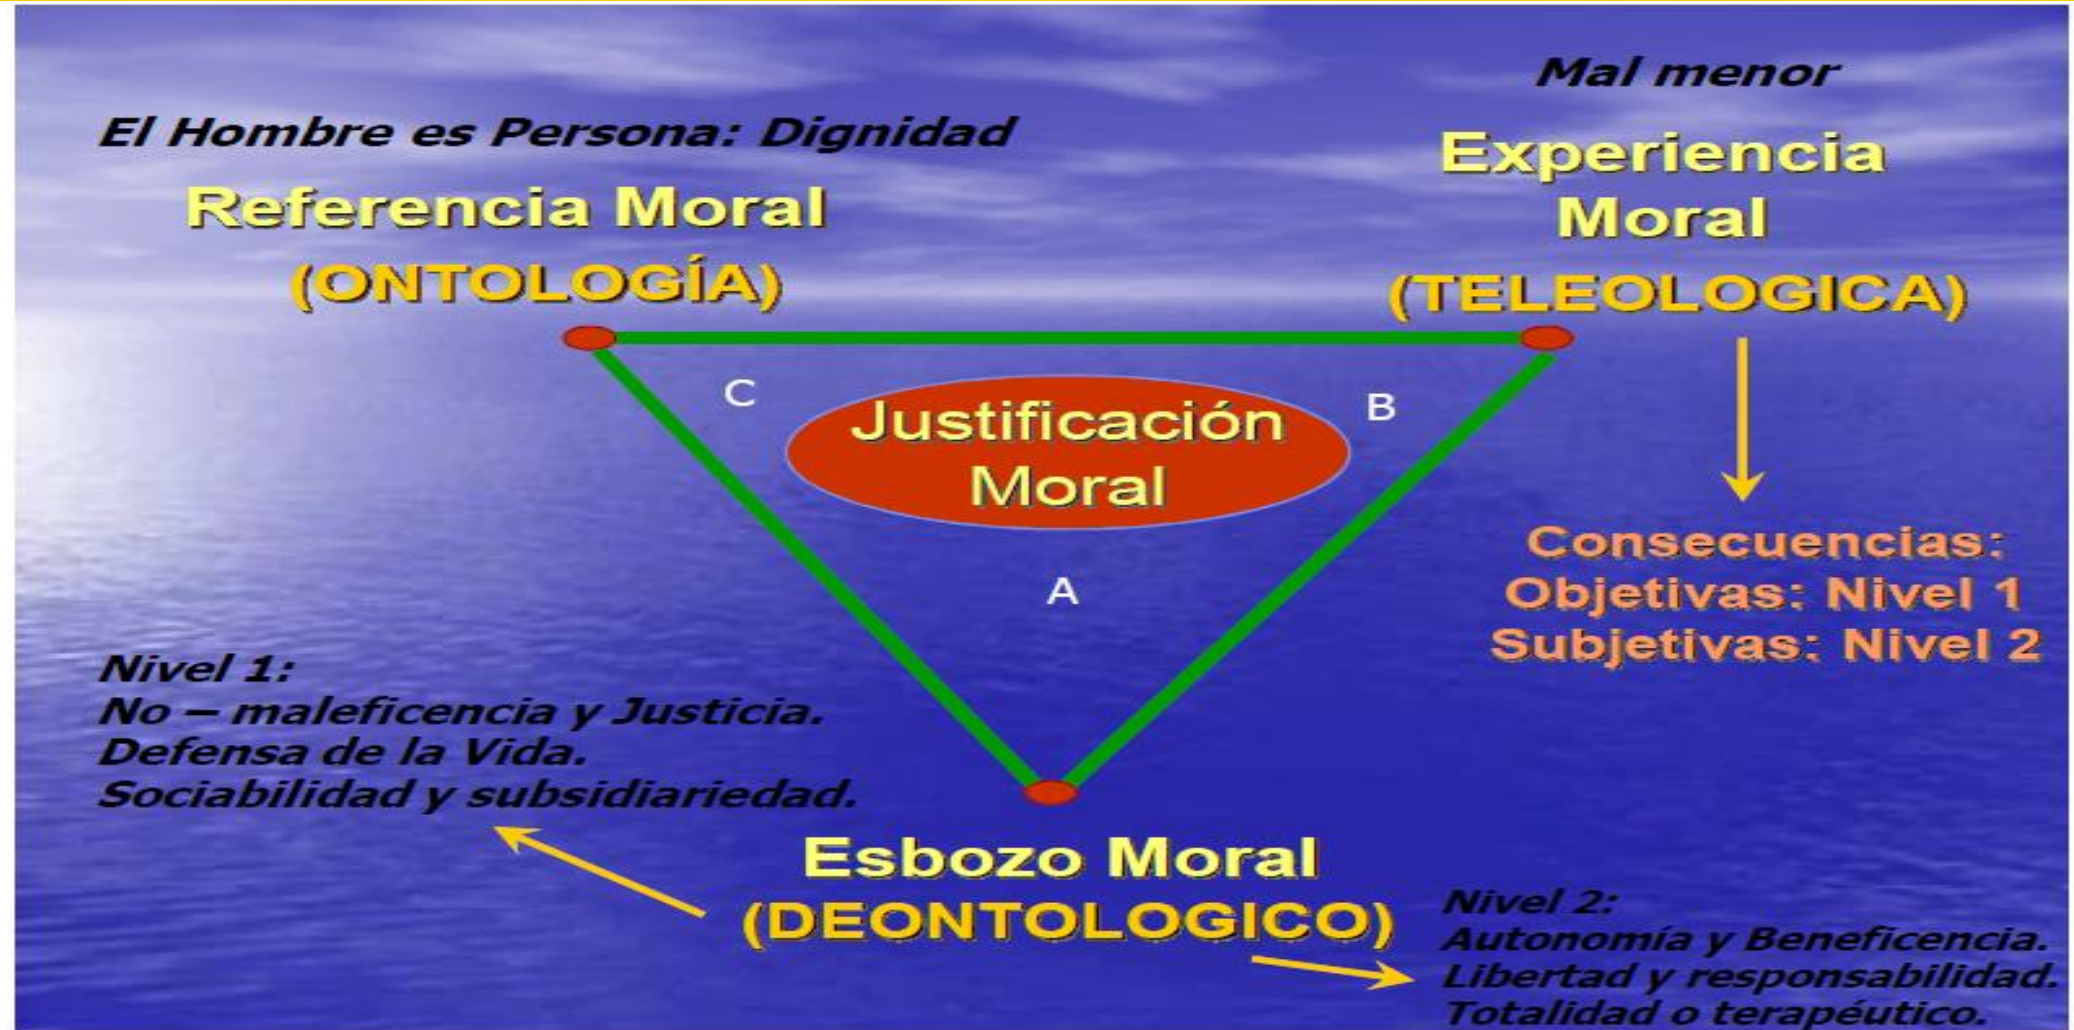 El Hombre es Persona: Dignidad
Referencia Moral
(ONTOLOGÍA)
Mal menor
Experiencia
Moral
(TELEOLOGICA)
C
Justificación
Moral
B
A
Consecuencias:
Objetivas: Nivel 1
Subjetivas: Nivel 2
Nivel 1:
No – maleficencia y Justicia.
Defensa de la Vida.
Sociabilidad y subsidiariedad.
Esbozo Moral
(DEONTOLOGICO)
Nivel 2:
Autonomía y Beneficencia.
Libertad y responsabilidad.
Totalidad o terapéutico.